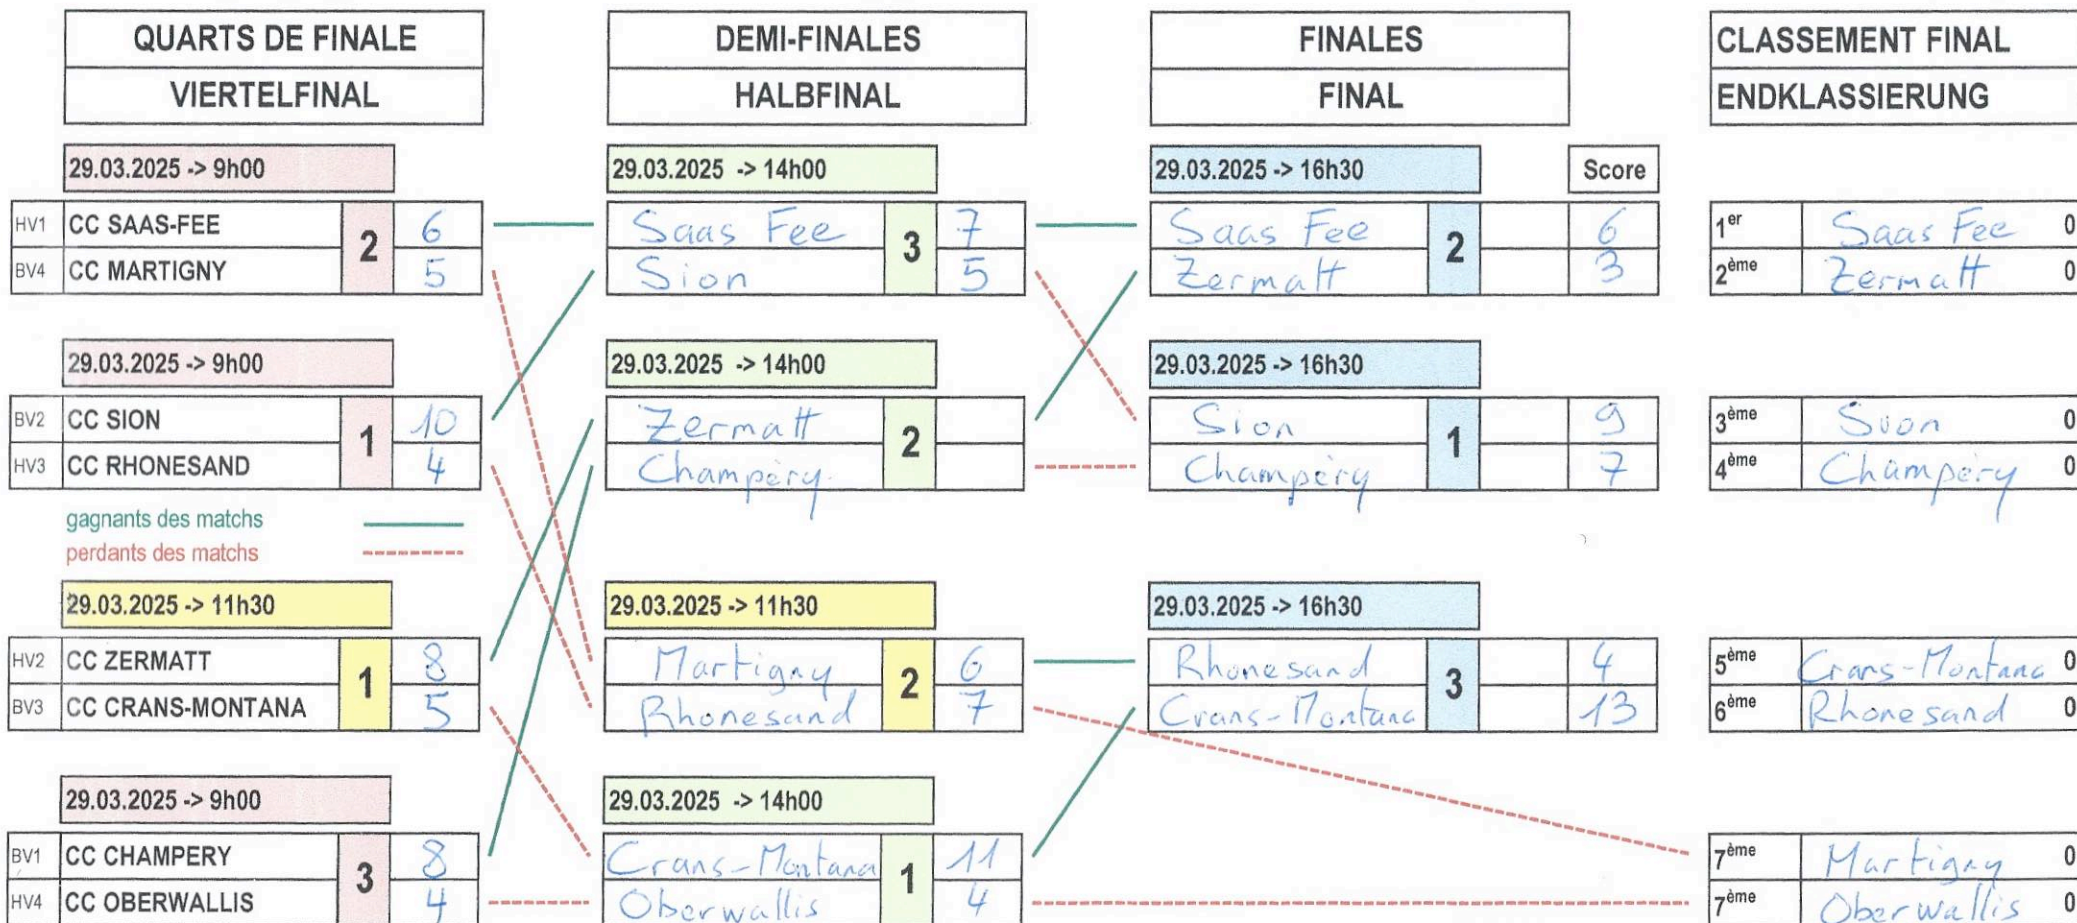 QUARTS DE FINALE
VIERTELFINAL
DEMI-FINALES
HALBFINAL
FINALES
FINAL
CLASSEMENT FINAL
ENDKLASSIERUNG
29.03.2025 -> 9h00
HV1 CC SAAS-FEE 2 6
BV4 CC MARTIGNY 5
29.03.2025 -> 9h00
BV2 CC SION 1 10
HV3 CC RHONESAND 4
gagnants des matchs
perdants des matchs
29.03.2025 -> 11h30
HV2 CC ZERMATT 1 8
BV3 CC CRANS-MONTANA 5
29.03.2025 -> 9h00
BV1 CC CHAMPERY 3 8
HV4 CC OBERWALLIS 4
29.03.2025 -> 14h00
Saas Fee 3 7
Sion 5
29.03.2025 -> 14h00
Zermatt 2
Champéry
29.03.2025 -> 11h30
Martigny 2 6
Rhonesand 7
29.03.2025 -> 14h00
Crans-Montana 1 11
Oberwallis 4
29.03.2025 -> 16h30 Score
Saas Fee 2 6
Zermatt 3
29.03.2025 -> 16h30
Sion 1 9
Champéry 7
29.03.2025 -> 16h30
Rhonesand 3 4
Crans-Montana 13
1er Saas Fee 0
2ème Zermatt 0
3ème Sion 0
4ème Champéry 0
5ème Crans-Montana 0
6ème Rhonesand 0
7ème Martigny 0
7ème Oberwallis 0